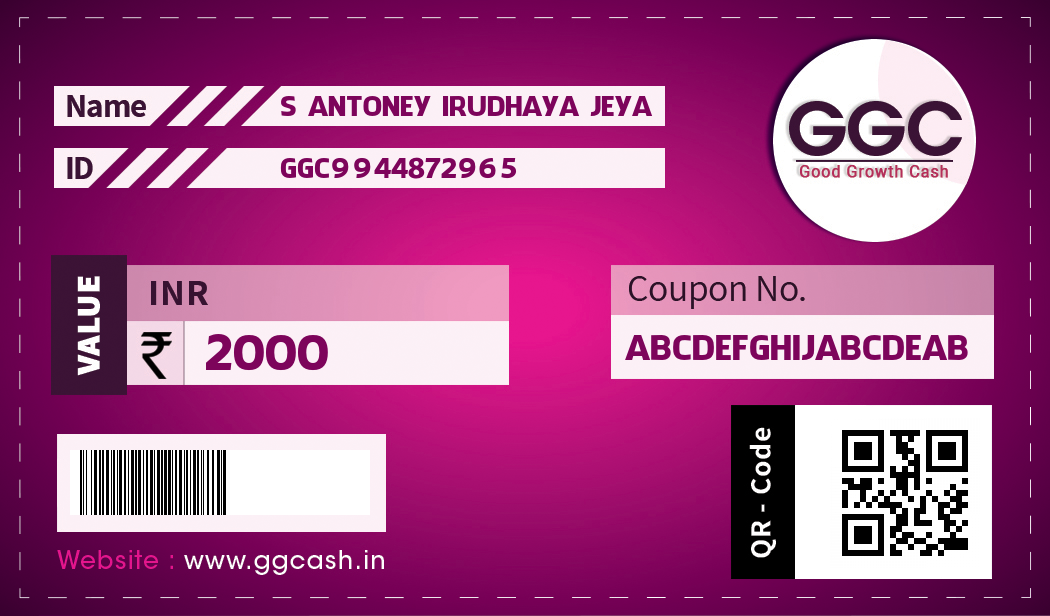 Name S ANTONEY IRUDHAYA JEYA
ID GGC9944872965
GGC
Good Growth Cash
VALUE
INR
₹ 2000
Coupon No.
ABCDEFGHIJABCDEAB
QR - Code
Website : www.ggcash.in